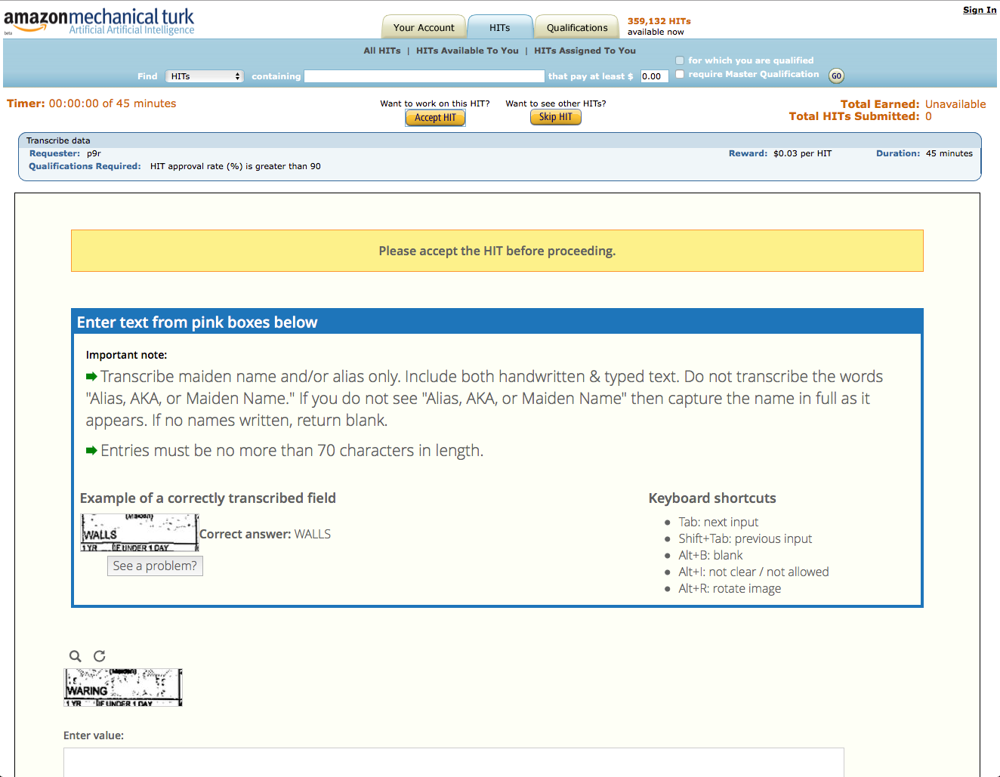 Sign In
amazonmechanical turk
beta
Artificial Artificial Intelligence
Your Account
HITs
Qualifications
359,132 HITs
available now
All HITs | HITs Available To You | HITs Assigned To You
Find HITs containing that pay at least $ 0.00
for which you are qualified
require Master Qualification
GO
Timer: 00:00:00 of 45 minutes
Want to work on this HIT? Want to see other HITs?
Accept HIT Skip HIT
Total Earned: Unavailable
Total HITs Submitted: 0
Transcribe data
Requester: p9r
Reward: $0.03 per HIT Duration: 45 minutes
Qualifications Required: HIT approval rate (%) is greater than 90
Please accept the HIT before proceeding.
Enter text from pink boxes below
Important note:
Transcribe maiden name and/or alias only. Include both handwritten & typed text. Do not transcribe the words
"Alias, AKA, or Maiden Name." If you do not see "Alias, AKA, or Maiden Name" then capture the name in full as it
appears. If no names written, return blank.
Entries must be no more than 70 characters in length.
Example of a correctly transcribed field
(Maiden)
WALLS
1 YR IF UNDER 1 DAY
Correct answer: WALLS
See a problem?
Keyboard shortcuts
Tab: next input
Shift+Tab: previous input
Alt+B: blank
Alt+I: not clear / not allowed
Alt+R: rotate image
(Maiden)
WARING
1 YR IF UNDER 1 DAY
Enter value: